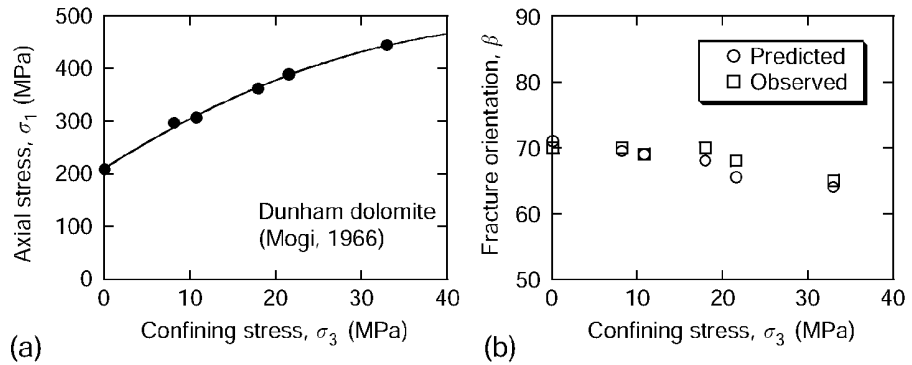 500
400
300
200
100
0
Axial stress, σ1 (MPa)
Dunham dolomite
(Mogi, 1966)
0 10 20 30 40
Confining stress, σ3 (MPa)
(a)
90
80
70
60
50
Fracture orientation, β
Predicted
Observed
0 10 20 30 40
Confining stress, σ3 (MPa)
(b)